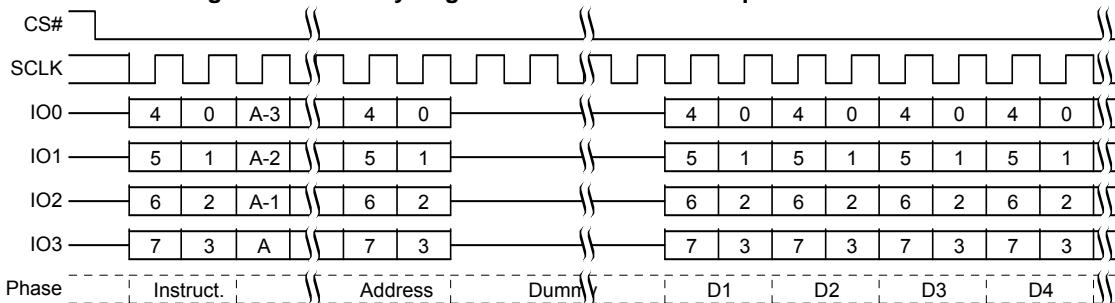 CS#
SCLK
IO0 4 0 A-3 4 0 4 0 4 0 4 0 4 0
IO1 5 1 A-2 5 1 5 1 5 1 5 1 5 1
IO2 6 2 A-1 6 2 6 2 6 2 6 2 6 2
IO3 7 3 A 7 3 7 3 7 3 7 3 7 3
Phase Instruct. Address Dummy D1 D2 D3 D4